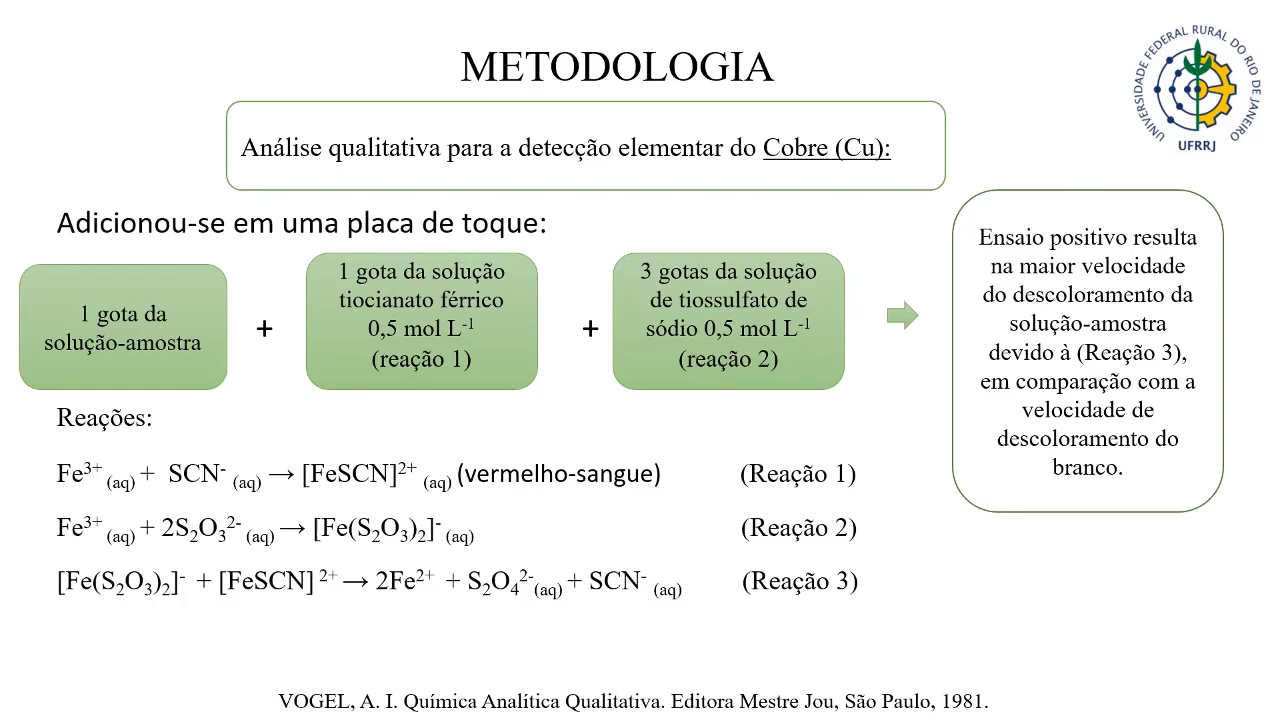 METODOLOGIA
UNIVERSIDADE FEDERAL RURAL DO RIO DE JANEIRO
UFRRJ
Análise qualitativa para a detecção elementar do Cobre (Cu):
Adicionou-se em uma placa de toque:
1 gota da
solução-amostra
+
1 gota da solução
tiocianato férrico
0,5 mol L⁻¹
(reação 1)
+
3 gotas da solução
de tiossulfato de
sódio 0,5 mol L⁻¹
(reação 2)
Ensaio positivo resulta
na maior velocidade
do descoloramento da
solução-amostra
devido à (Reação 3),
em comparação com a
velocidade de
descoloramento do
branco.
Reações:
Fe³⁺ (aq) + SCN⁻ (aq) → [FeSCN]²⁺ (aq) (vermelho-sangue) (Reação 1)
Fe³⁺ (aq) + 2S₂O₃²⁻ (aq) → [Fe(S₂O₃)₂]⁻ (aq) (Reação 2)
[Fe(S₂O₃)₂]⁻ + [FeSCN] ²⁺ → 2Fe²⁺ + S₂O₄²⁻ (aq) + SCN⁻ (aq) (Reação 3)
VOGEL, A. I. Química Analítica Qualitativa. Editora Mestre Jou, São Paulo, 1981.